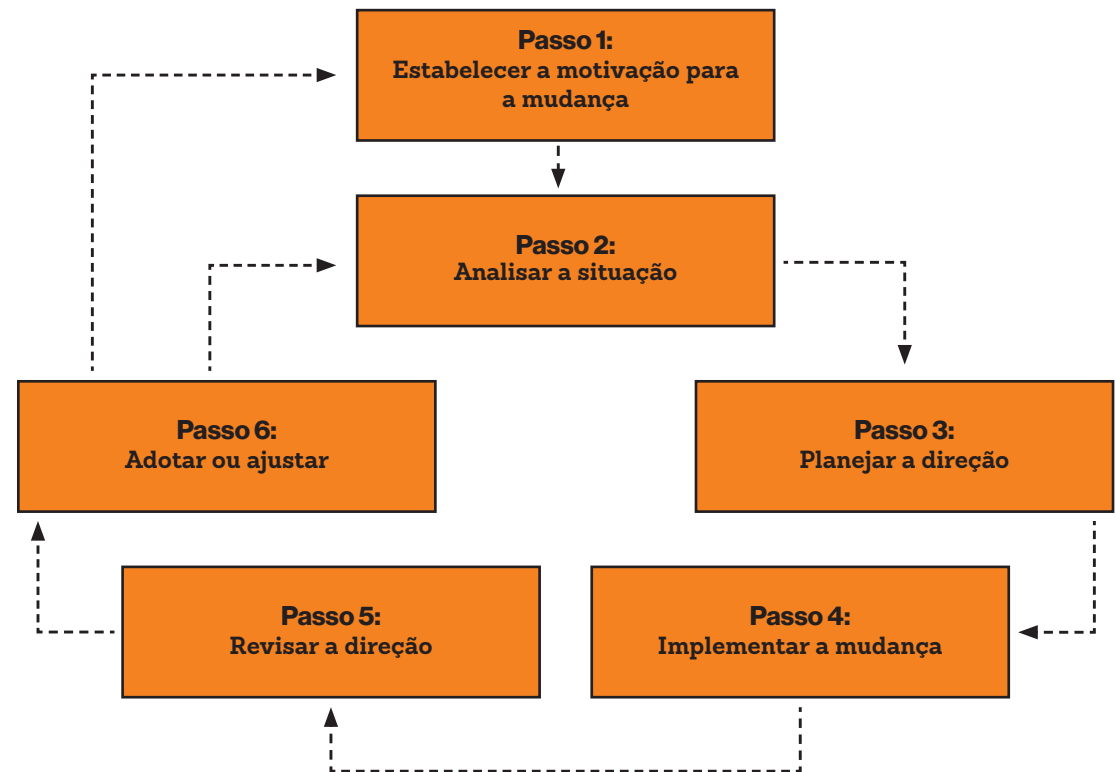 Passo 1:
Estabelecer a motivação para
a mudança
Passo 2:
Analisar a situação
Passo 3:
Planejar a direção
Passo 4:
Implementar a mudança
Passo 5:
Revisar a direção
Passo 6:
Adotar ou ajustar